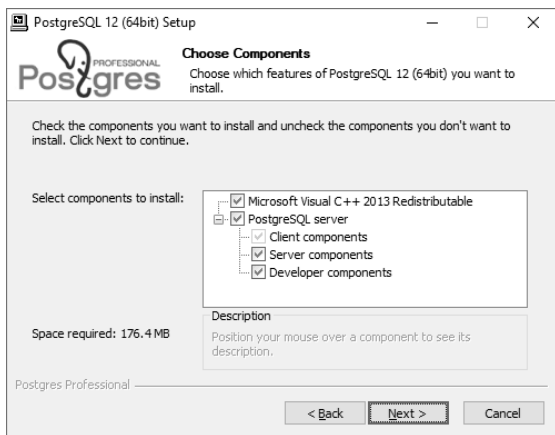 PostgreSQL 12 (64bit) Setup
PROFESSIONAL
Postgres
Choose Components
Choose which features of PostgreSQL 12 (64bit) you want to
install.
Check the components you want to install and uncheck the components you don't want to
install. Click Next to continue.
Select components to install:
Microsoft Visual C++ 2013 Redistributable
PostgreSQL server
Client components
Server components
Developer components
Space required: 176.4 MB
Description
Position your mouse over a component to see its
description.
Postgres Professional
< Back
Next >
Cancel